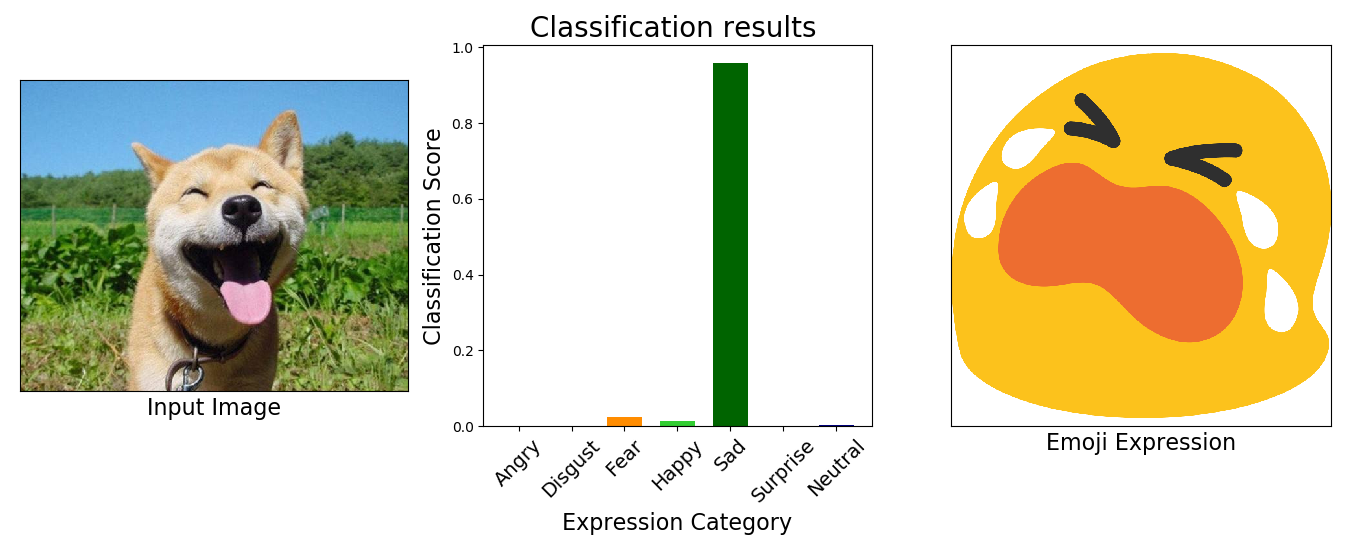 Classification results
Input Image
Classification Score
1.0
0.8
0.6
0.4
0.2
0.0
Angry
Disgust
Fear
Happy
Sad
Surprise
Neutral
Expression Category
Emoji Expression